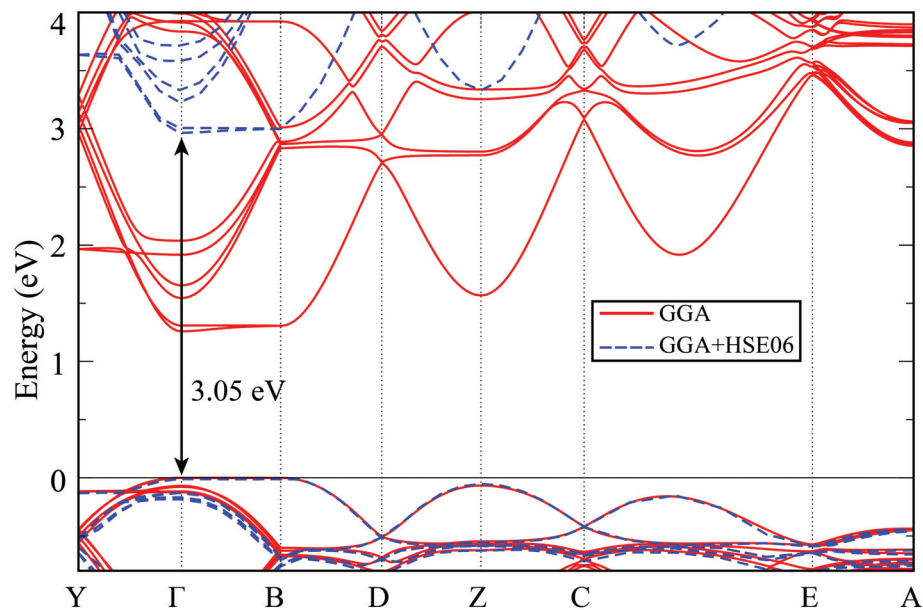 4
3
2
1
0
Energy (eV)
3.05 eV
GGA
GGA+HSE06
Y Γ B D Z C E A